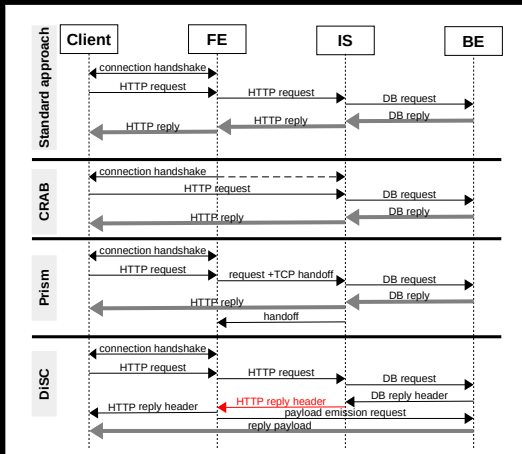 Client FE IS BE
Standard approach
connection handshake
HTTP request
HTTP request
DB request
DB reply
HTTP reply
HTTP reply
CRAB
connection handshake
HTTP request
DB request
DB reply
HTTP reply
Prism
connection handshake
HTTP request
request +TCP handoff
DB request
DB reply
HTTP reply
handoff
DiSC
connection handshake
HTTP request
HTTP request
DB request
DB reply header
HTTP reply header
HTTP reply header
payload emission request
reply payload